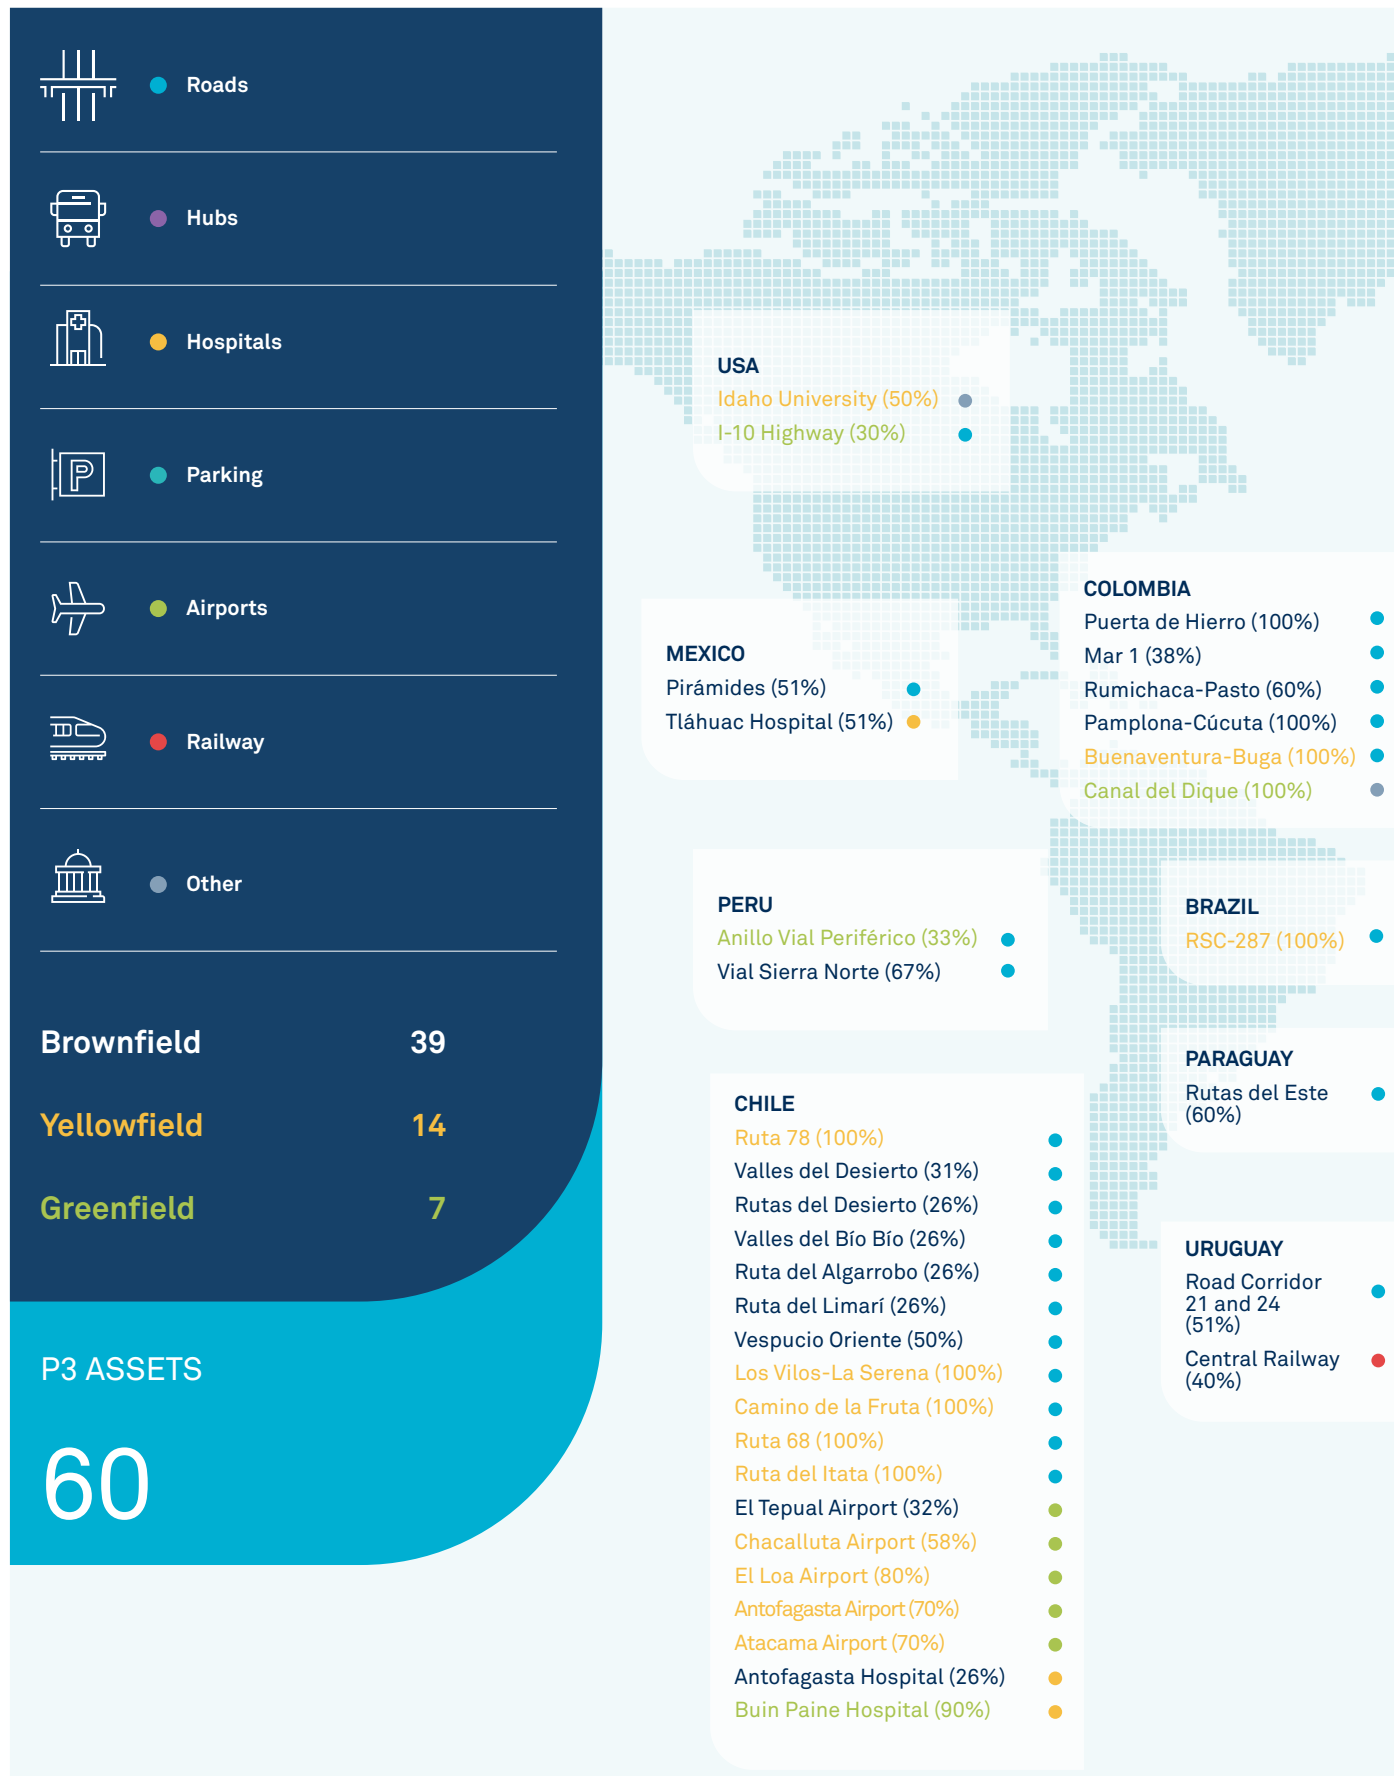 Roads
Hubs
Hospitals
P
Parking
Airports
Railway
Other
Brownfield 39
Yellowfield 14
Greenfield 7
P3 ASSETS
60
USA
Idaho University (50%)
I-10 Highway (30%)
MEXICO
Pirámides (51%)
Tláhuac Hospital (51%)
COLOMBIA
Puerta de Hierro (100%)
Mar 1 (38%)
Rumichaca-Pasto (60%)
Pamplona-Cúcuta (100%)
Buenaventura-Buga (100%)
Canal del Dique (100%)
PERU
Anillo Vial Periférico (33%)
Vial Sierra Norte (67%)
BRAZIL
RSC-287 (100%)
PARAGUAY
Rutas del Este
(60%)
CHILE
Ruta 78 (100%)
Valles del Desierto (31%)
Rutas del Desierto (26%)
Valles del Bío Bío (26%)
Ruta del Algarrobo (26%)
Ruta del Limarí (26%)
Vespucio Oriente (50%)
Los Vilos-La Serena (100%)
Camino de la Fruta (100%)
Ruta 68 (100%)
Ruta del Itata (100%)
El Tepual Airport (32%)
Chacalluta Airport (58%)
El Loa Airport (80%)
Antofagasta Airport (70%)
Atacama Airport (70%)
Antofagasta Hospital (26%)
Buin Paine Hospital (90%)
URUGUAY
Road Corridor
21 and 24
(51%)
Central Railway
(40%)